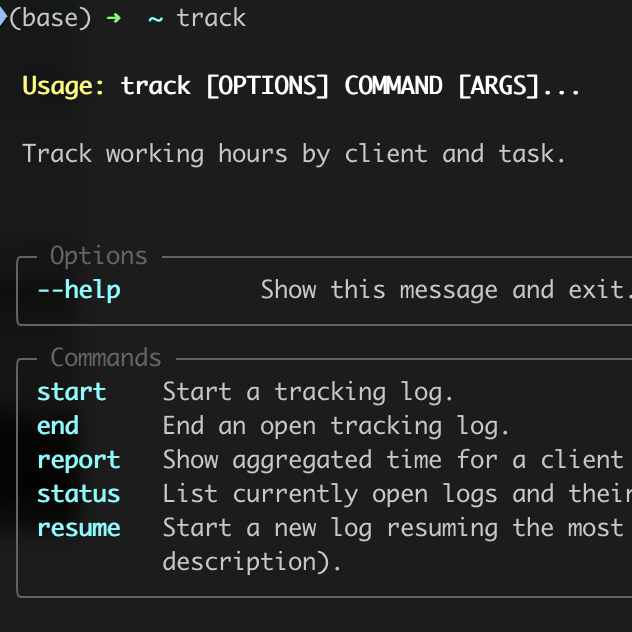 (base) ➜ ~ track
Usage: track [OPTIONS] COMMAND [ARGS]...
Track working hours by client and task.
Options
--help Show this message and exit.
Commands
start Start a tracking log.
end End an open tracking log.
report Show aggregated time for a client
status List currently open logs and their
resume Start a new log resuming the most
description).